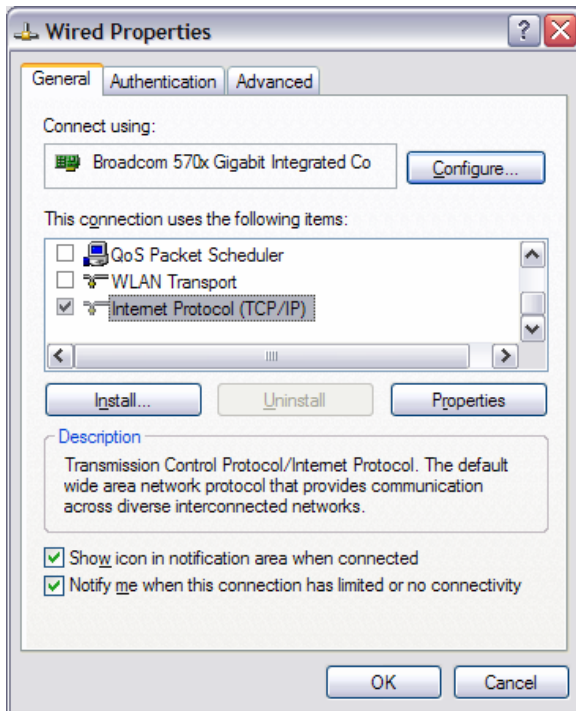 Wired Properties
General Authentication Advanced
Connect using:
Broadcom 570x Gigabit Integrated Co Configure...
This connection uses the following items:
QoS Packet Scheduler
WLAN Transport
Internet Protocol (TCP/IP)
Install... Uninstall Properties
Description
Transmission Control Protocol/Internet Protocol. The default
wide area network protocol that provides communication
across diverse interconnected networks.
Show icon in notification area when connected
Notify me when this connection has limited or no connectivity
OK Cancel